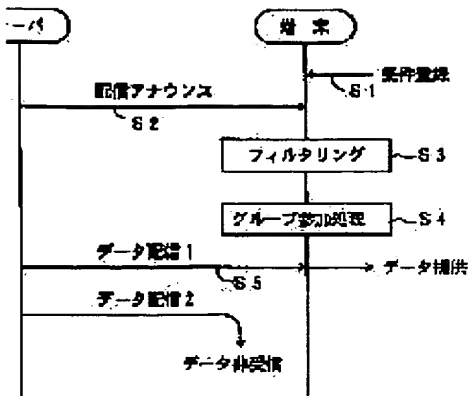 ーバ
端末
条件登録
S1
配信アナウンス
S2
フィルタリング
S3
グループ参加処理
S4
データ配信1
データ提供
S5
データ配信2
データ非受信